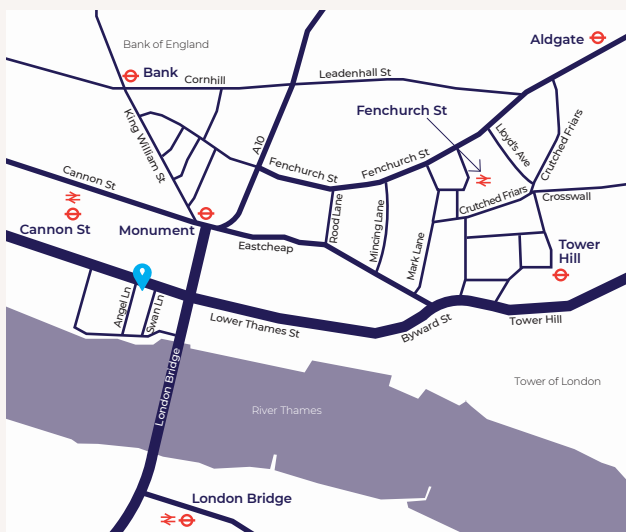 Bank of England
Aldgate
Bank
Cornhill
Leadenhall St
Fenchurch St
King William St
A10
Lloyd's Ave
Crutched Friars
Fenchurch St
Fenchurch St
Cannon St
Crutched Friars
Crosswall
Rood Lane
Mincing Lane
Mark Lane
Cannon St
Monument
Eastcheap
Tower
Hill
Angel Ln
Swan Ln
Lower Thames St
Byward St
Tower Hill
London Bridge
Tower of London
River Thames
London Bridge